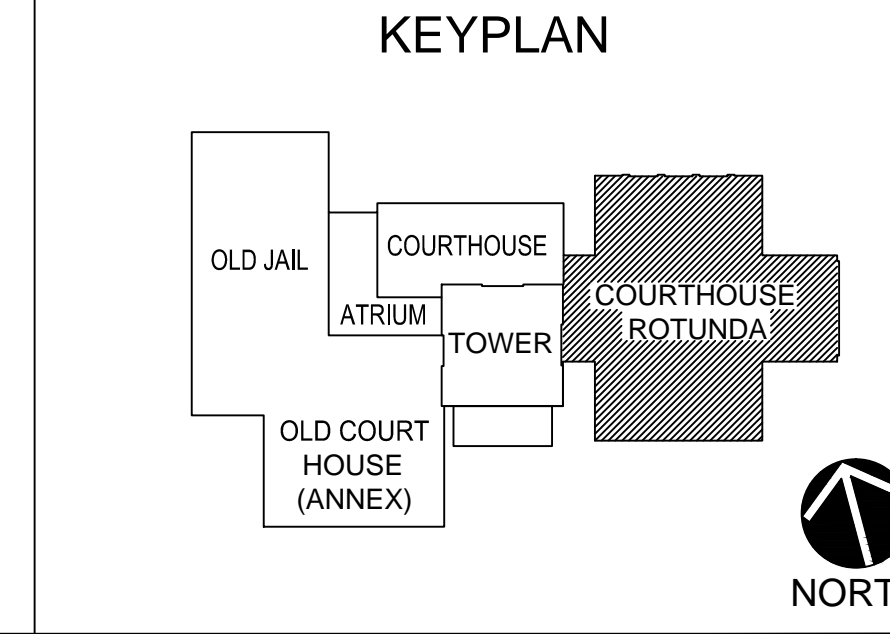 KEYPLAN
OLD JAIL
COURTHOUSE
ATRIUM
TOWER
COURTHOUSE
ROTUNDA
OLD COURT
HOUSE
(ANNEX)
NORT